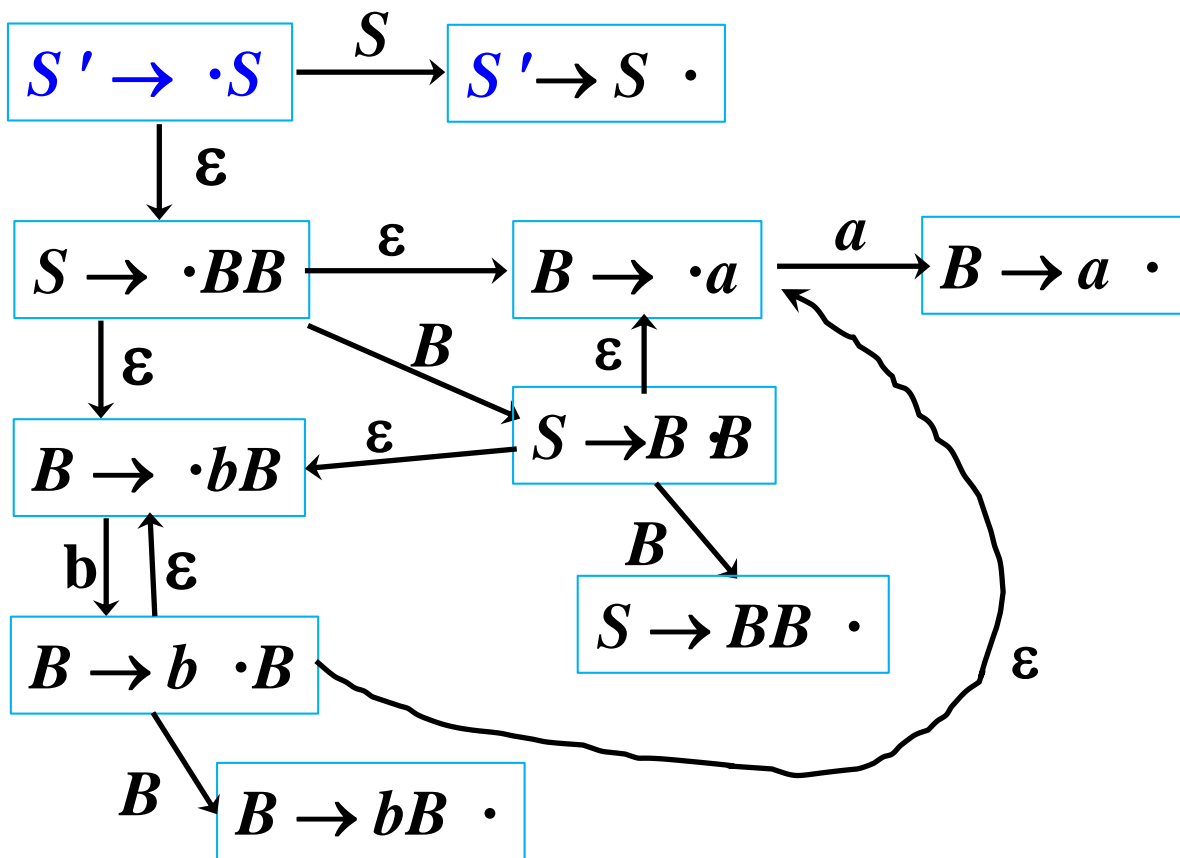 S
S ' → ·S
S ' → S ·
ε
S → ·BB
ε
B → ·a
a
B → a ·
ε
B
ε
B → ·bB
ε
S → B ·B
b
ε
B
B → b ·B
S → BB ·
ε
B
B → bB ·